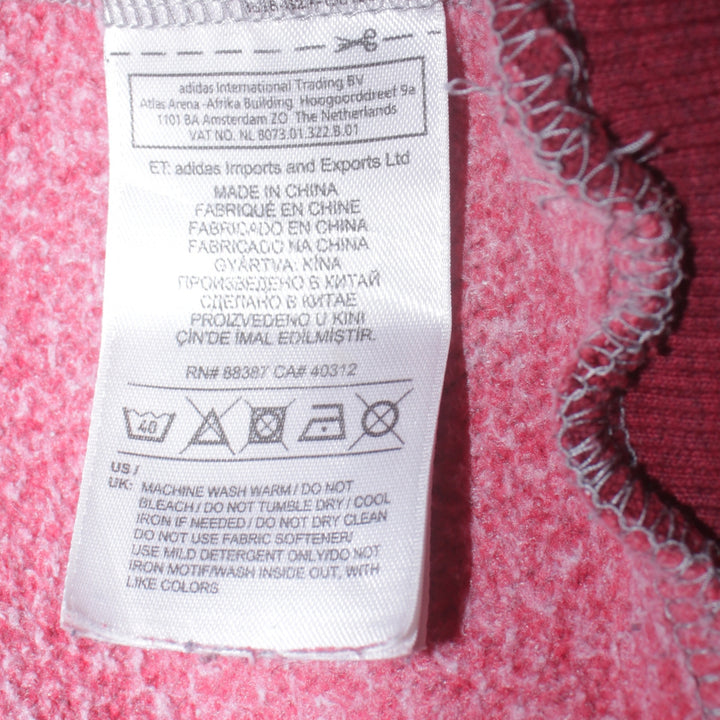 adidas International Trading BV
Atlas Arena -Afrika Building, Hoogoorddreef 9a
1101 BA Amsterdam ZO The Netherlands
VAT NO. NL 8073.01.322.B.01
ET: adidas Imports and Exports Ltd
MADE IN CHINA
FABRIQUÉ EN CHINE
FABRICADO EN CHINA
FABRICADO NA CHINA
GYÁRTVA: KÍNA
ПРОИЗВЕДЕНО В КИТАЙ
СДЕЛАНО В КИТАЕ
PROIZVEDENO U KINI
ÇİN'DE İMAL EDİLMİŞTİR.
RN# 88387 CA# 40312
40
US /
UK: MACHINE WASH WARM / DO NOT
BLEACH / DO NOT TUMBLE DRY / COOL
IRON IF NEEDED / DO NOT DRY CLEAN
DO NOT USE FABRIC SOFTENER/
USE MILD DETERGENT ONLY/DO NOT
IRON MOTIF/WASH INSIDE OUT, WITH
LIKE COLORS